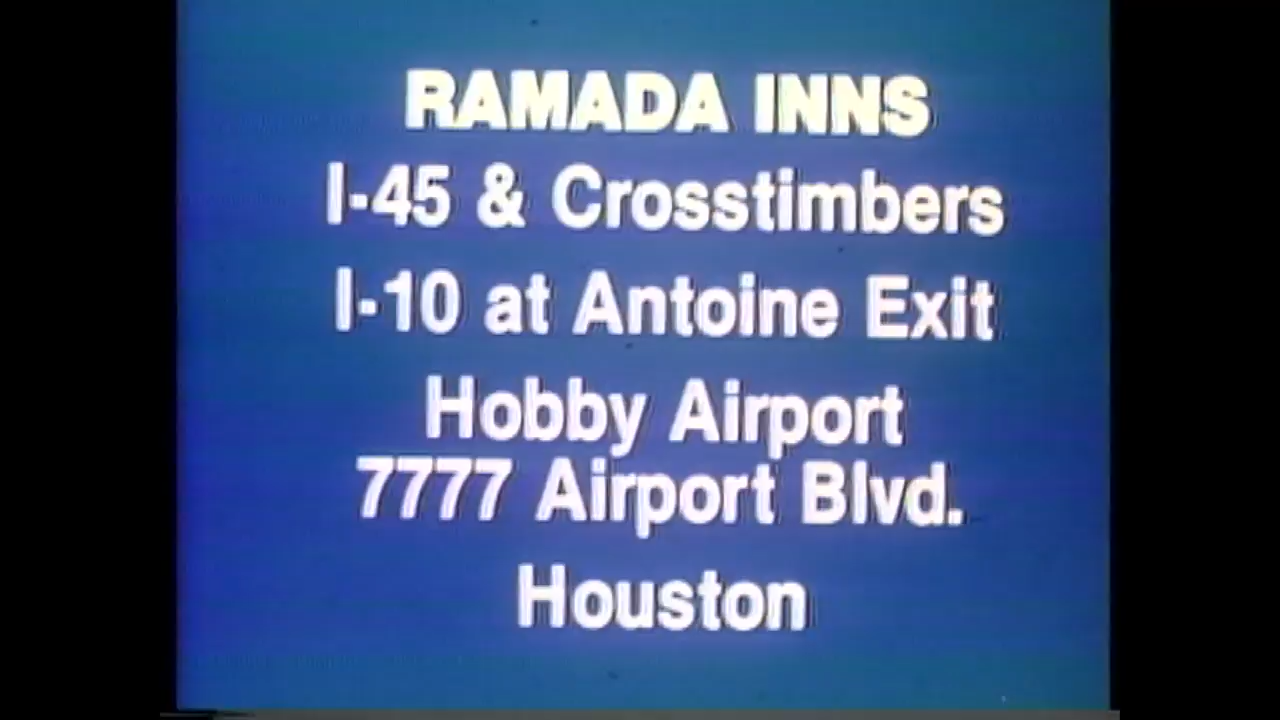 RAMADA INNS
I-45 & Crosstimbers
I-10 at Antoine Exit
Hobby Airport
7777 Airport Blvd.
Houston